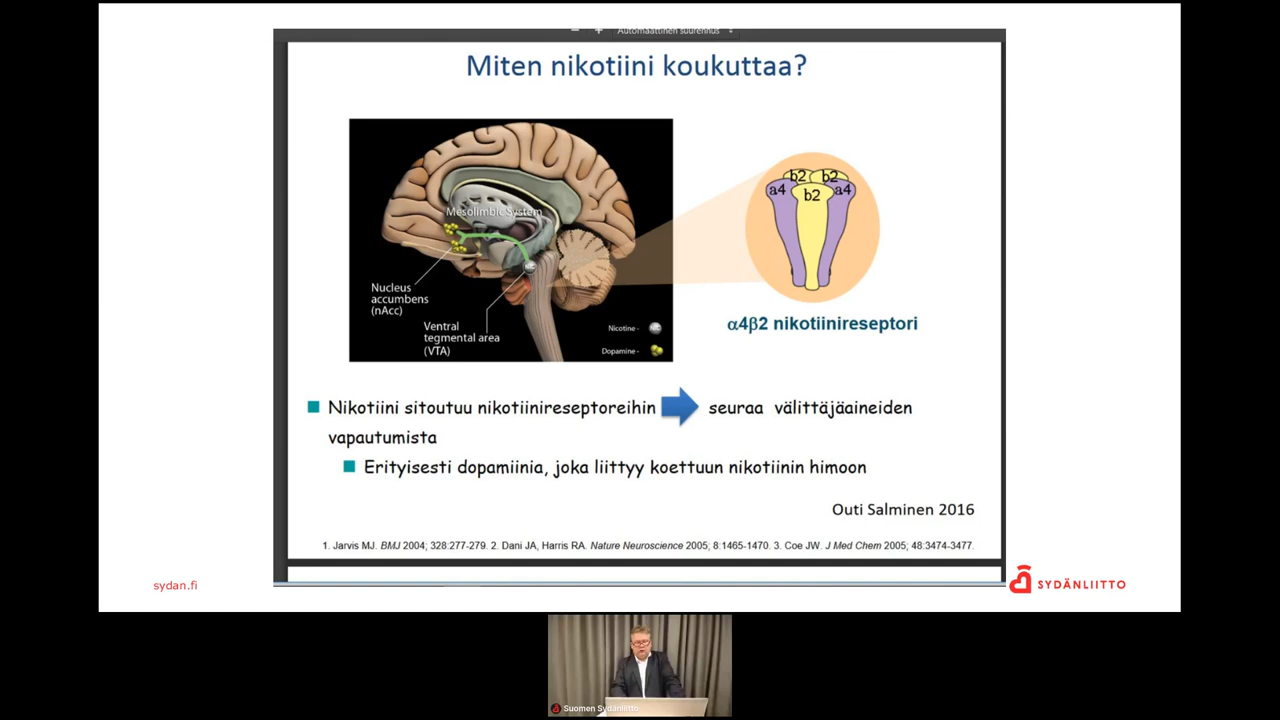 Automaattinen suurennus
Miten nikotiini koukuttaa?
Mesolimbic System
Nucleus
accumbens
(nAcc)
Ventral
tegmental area
(VTA)
Nicotine -
NIC
Dopamine -
b2 b2
a4 b2 a4
α4β2 nikotiinireseptori
Nikotiini sitoutuu nikotiinireseptoreihin seuraa välittäjäaineiden
vapautumista
Erityisesti dopamiinia, joka liittyy koettuun nikotiinin himoon
Outi Salminen 2016
1. Jarvis MJ. BMJ 2004; 328:277-279. 2. Dani JA, Harris RA. Nature Neuroscience 2005; 8:1465-1470. 3. Coe JW. J Med Chem 2005; 48:3474-3477.
sydan.fi
SYDÄNLIITTO
Suomen Sydänliitto